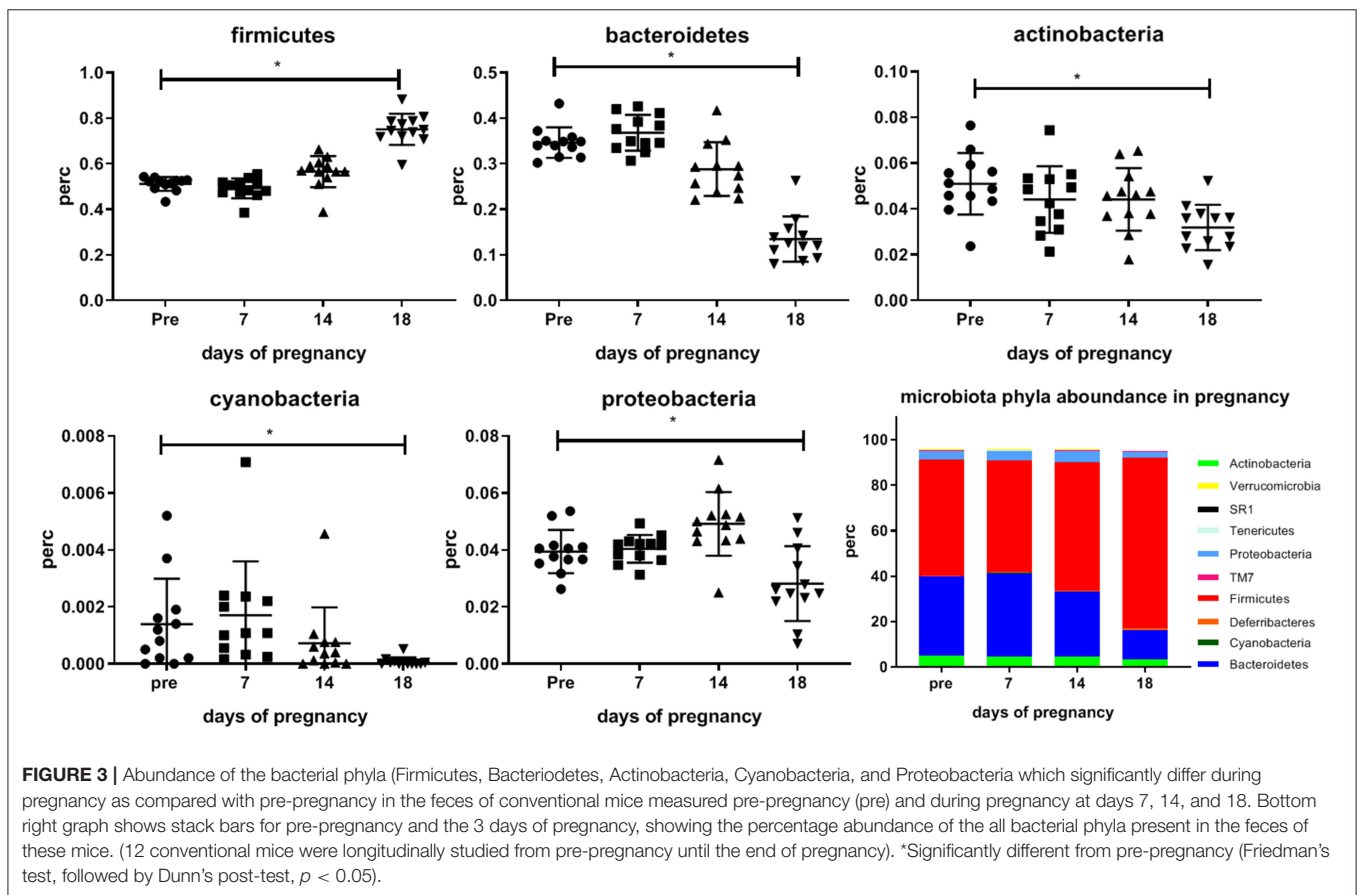 firmicutes
*
1.0
0.8
0.6
0.4
0.2
0.0
perc
Pre 7 14 18
days of pregnancy
bacteroidetes
*
0.5
0.4
0.3
0.2
0.1
0.0
perc
Pre 7 14 18
days of pregnancy
actinobacteria
*
0.10
0.08
0.06
0.04
0.02
0.00
perc
Pre 7 14 18
days of pregnancy
cyanobacteria
*
0.008
0.006
0.004
0.002
0.000
perc
pre 7 14 18
days of pregnancy
proteobacteria
*
0.08
0.06
0.04
0.02
0.00
perc
Pre 7 14 18
days of pregnancy
microbiota phyla aboundance in pregnancy
100
80
60
40
20
0
perc
pre 7 14 18
days of pregnancy
Actinobacteria
Verrucomicrobia
SR1
Tenericutes
Proteobacteria
TM7
Firmicutes
Deferribacteres
Cyanobacteria
Bacteroidetes
FIGURE 3 | Abundance of the bacterial phyla (Firmicutes, Bacteriodetes, Actinobacteria, Cyanobacteria, and Proteobacteria which significantly differ during
pregnancy as compared with pre-pregnancy in the feces of conventional mice measured pre-pregnancy (pre) and during pregnancy at days 7, 14, and 18. Bottom
right graph shows stack bars for pre-pregnancy and the 3 days of pregnancy, showing the percentage abundance of the all bacterial phyla present in the feces of
these mice. (12 conventional mice were longitudinally studied from pre-pregnancy until the end of pregnancy). *Significantly different from pre-pregnancy (Friedman's
test, followed by Dunn's post-test, p < 0.05).